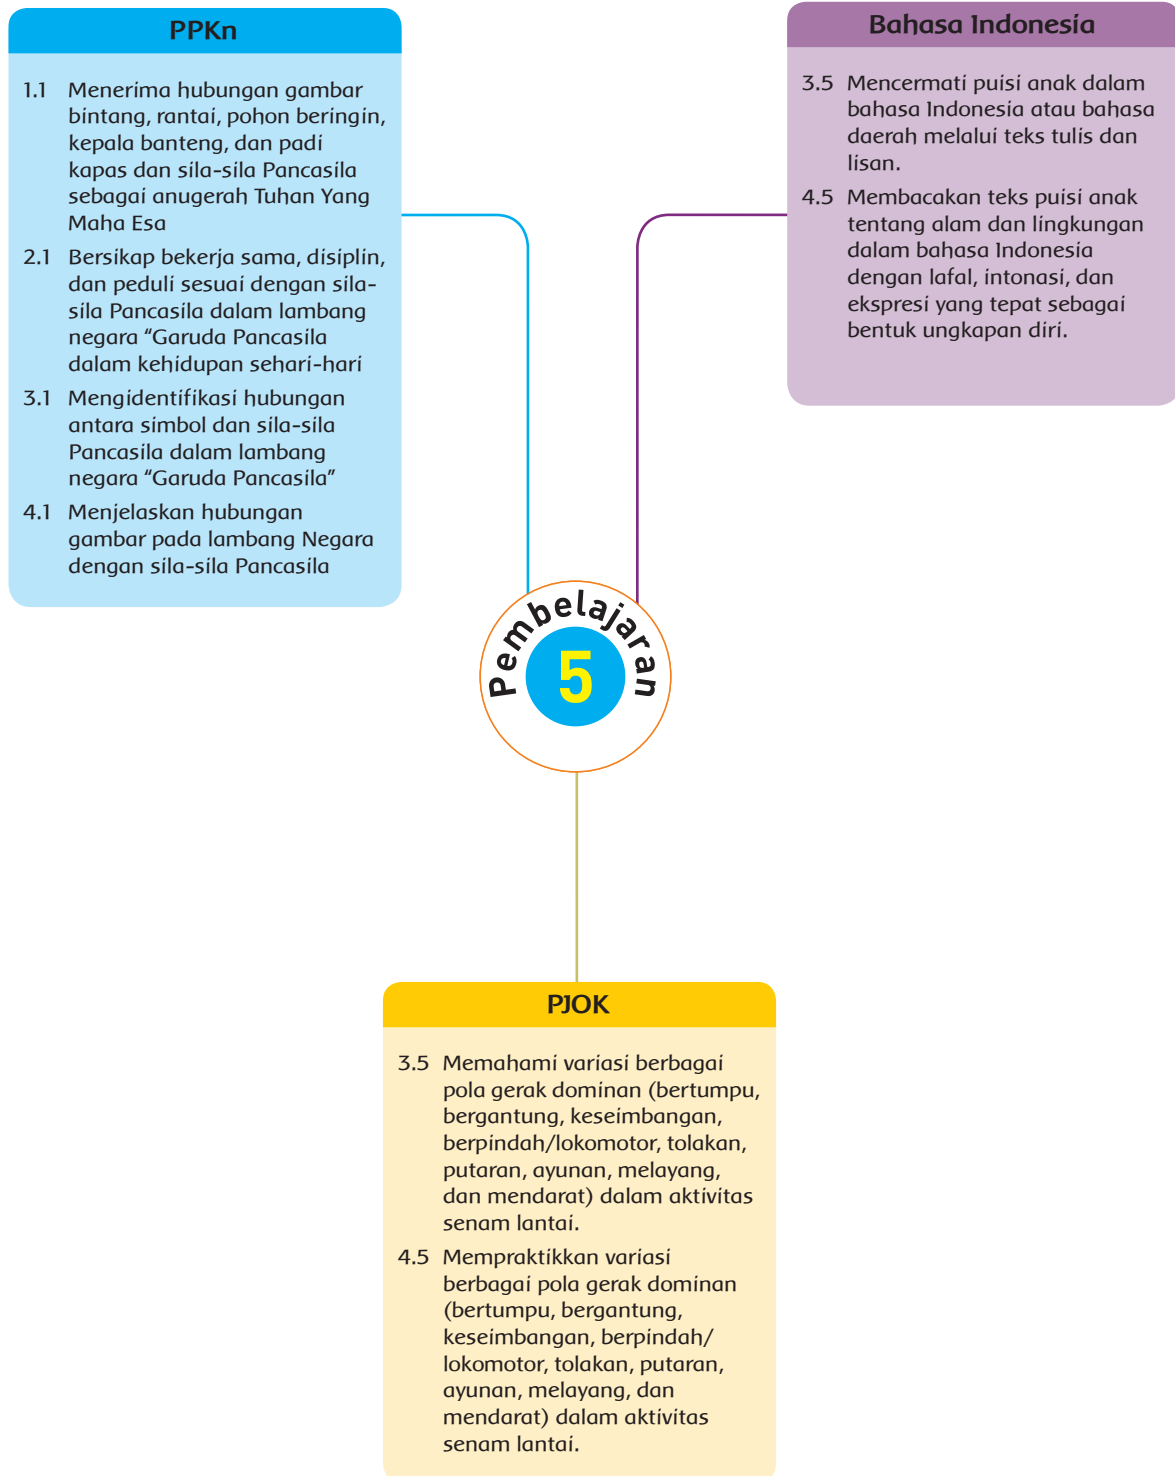 PPKn
1.1 Menerima hubungan gambar
bintang, rantai, pohon beringin,
kepala banteng, dan padi
kapas dan sila-sila Pancasila
sebagai anugerah Tuhan Yang
Maha Esa
2.1 Bersikap bekerja sama, disiplin,
dan peduli sesuai dengan sila-
sila Pancasila dalam lambang
negara “Garuda Pancasila
dalam kehidupan sehari-hari
3.1 Mengidentifikasi hubungan
antara simbol dan sila-sila
Pancasila dalam lambang
negara “Garuda Pancasila”
4.1 Menjelaskan hubungan
gambar pada lambang Negara
dengan sila-sila Pancasila
Bahasa Indonesia
3.5 Mencermati puisi anak dalam
bahasa Indonesia atau bahasa
daerah melalui teks tulis dan
lisan.
4.5 Membacakan teks puisi anak
tentang alam dan lingkungan
dalam bahasa Indonesia
dengan lafal, intonasi, dan
ekspresi yang tepat sebagai
bentuk ungkapan diri.
Pembelajaran
5
PJOK
3.5 Memahami variasi berbagai
pola gerak dominan (bertumpu,
bergantung, keseimbangan,
berpindah/lokomotor, tolakan,
putaran, ayunan, melayang,
dan mendarat) dalam aktivitas
senam lantai.
4.5 Mempraktikkan variasi
berbagai pola gerak dominan
(bertumpu, bergantung,
keseimbangan, berpindah/
lokomotor, tolakan, putaran,
ayunan, melayang, dan
mendarat) dalam aktivitas
senam lantai.